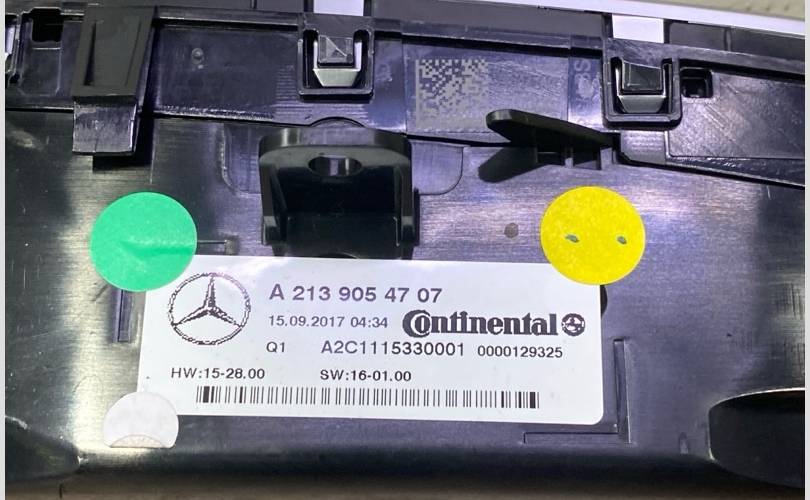 A 213 905 47 07
15.09.2017 04:34 Continental
Q1 A2C1115330001 0000129325
HW:15-28.00 SW:16-01.00